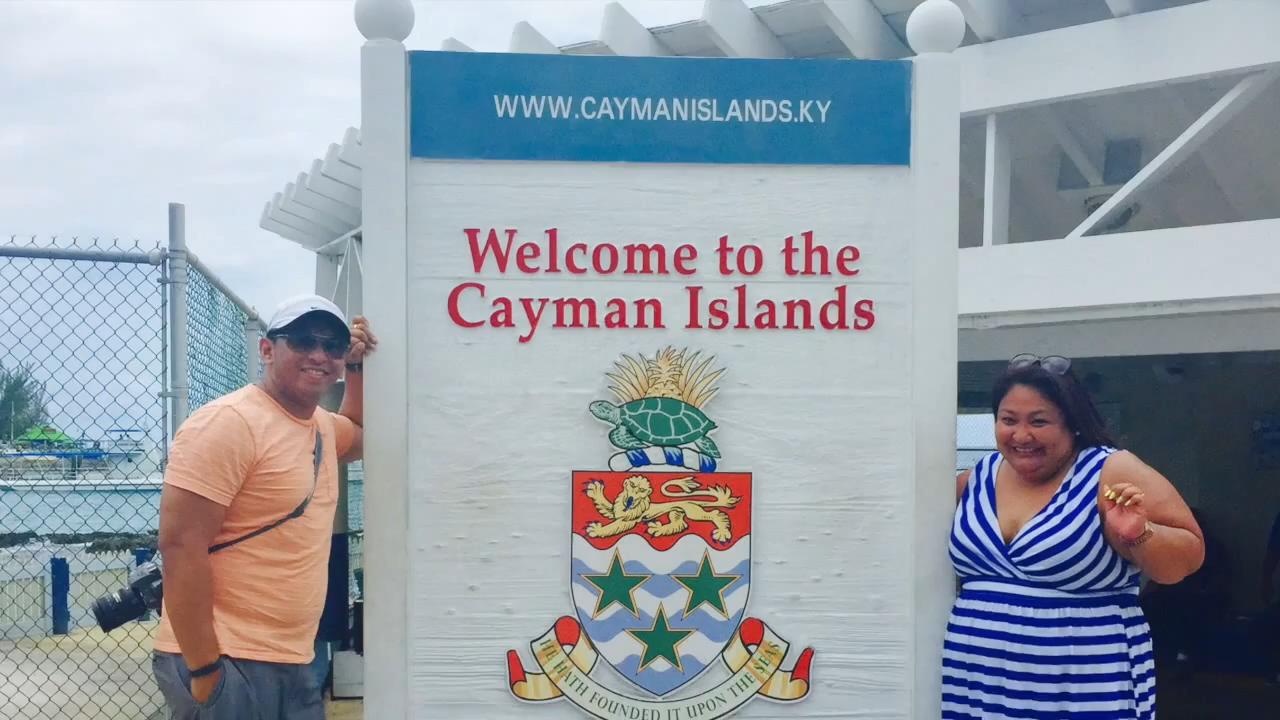 WWW.CAYMANISLANDS.KY
Welcome to the
Cayman Islands
HE HATH FOUNDED IT UPON THE SEAS